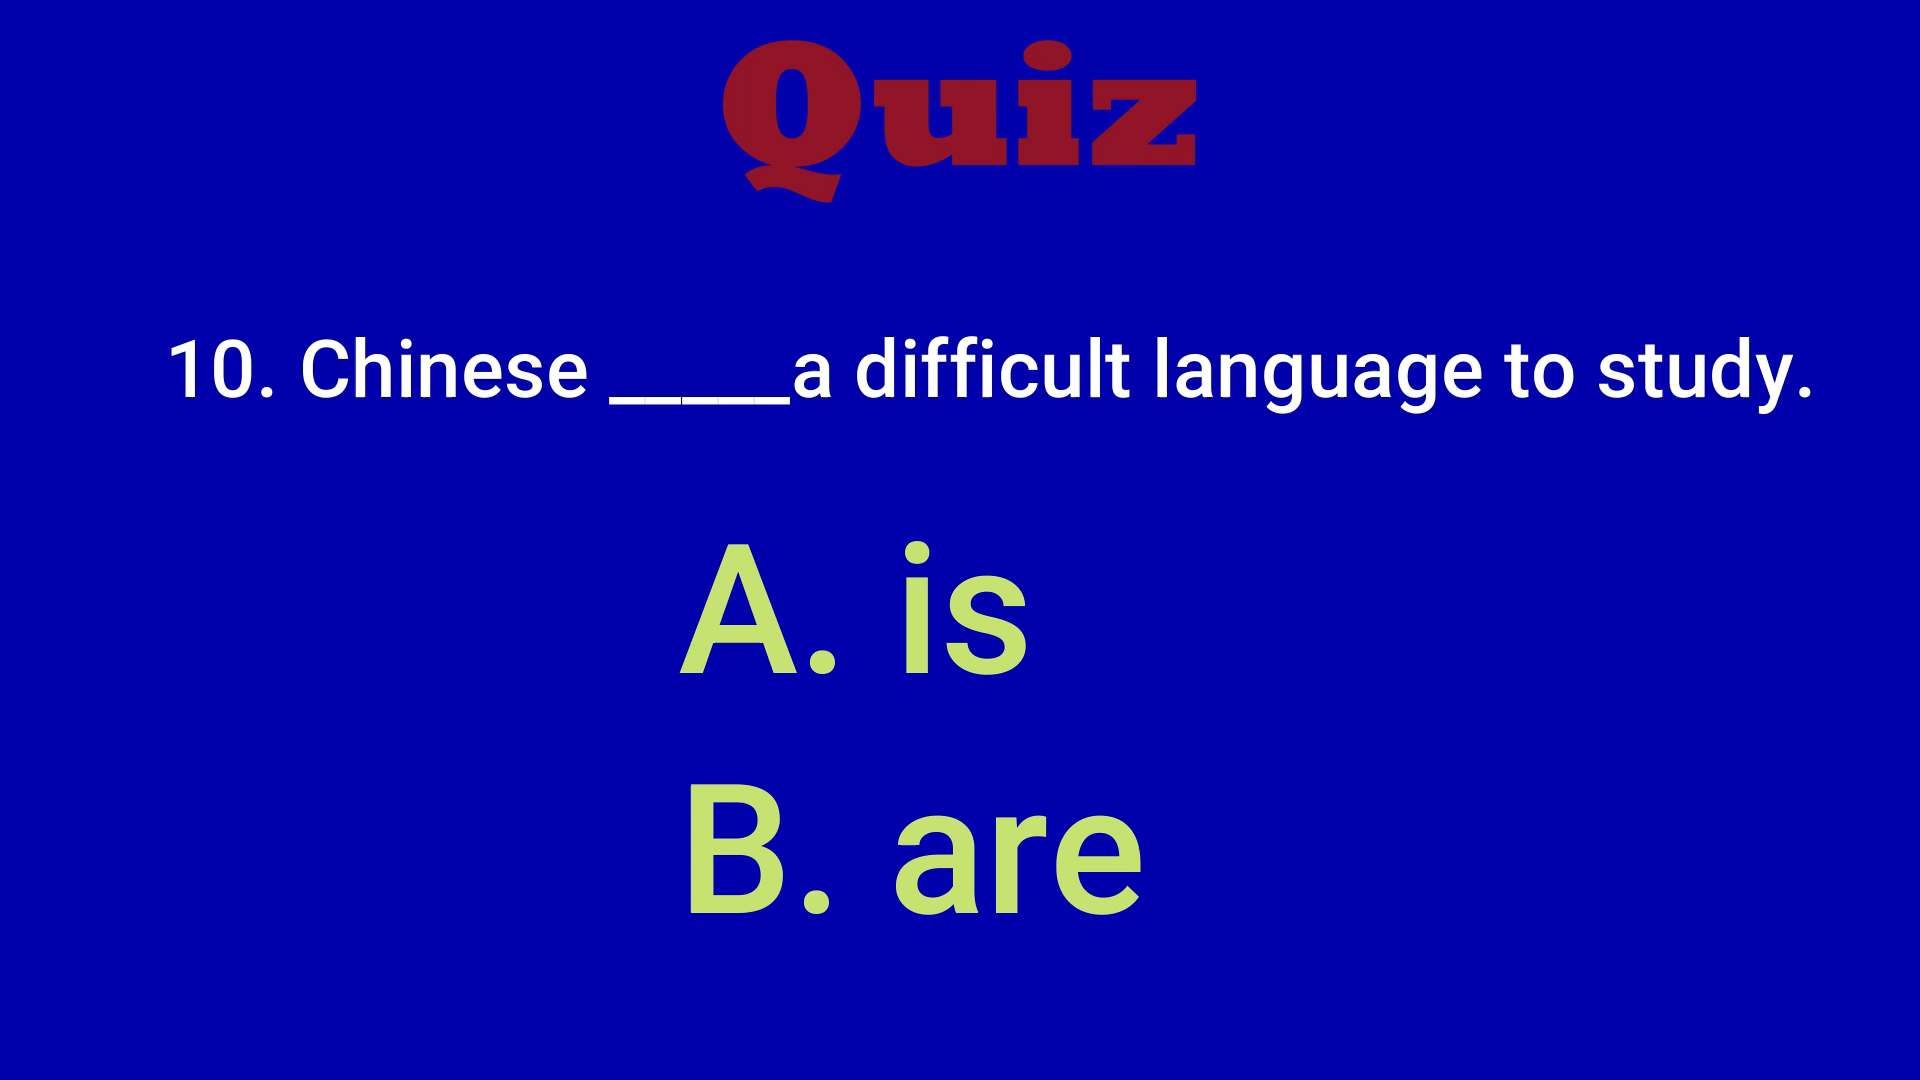 Quiz
10. Chinese _____a difficult language to study.
A. is
B. are